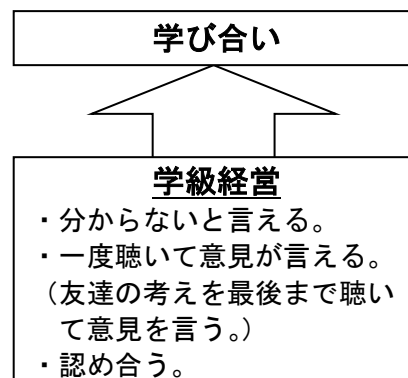 学び合い
学級経営
・分からないと言える。
・一度聴いて意見が言える。
（友達の考えを最後まで聴い
て意見を言う。）
・認め合う。